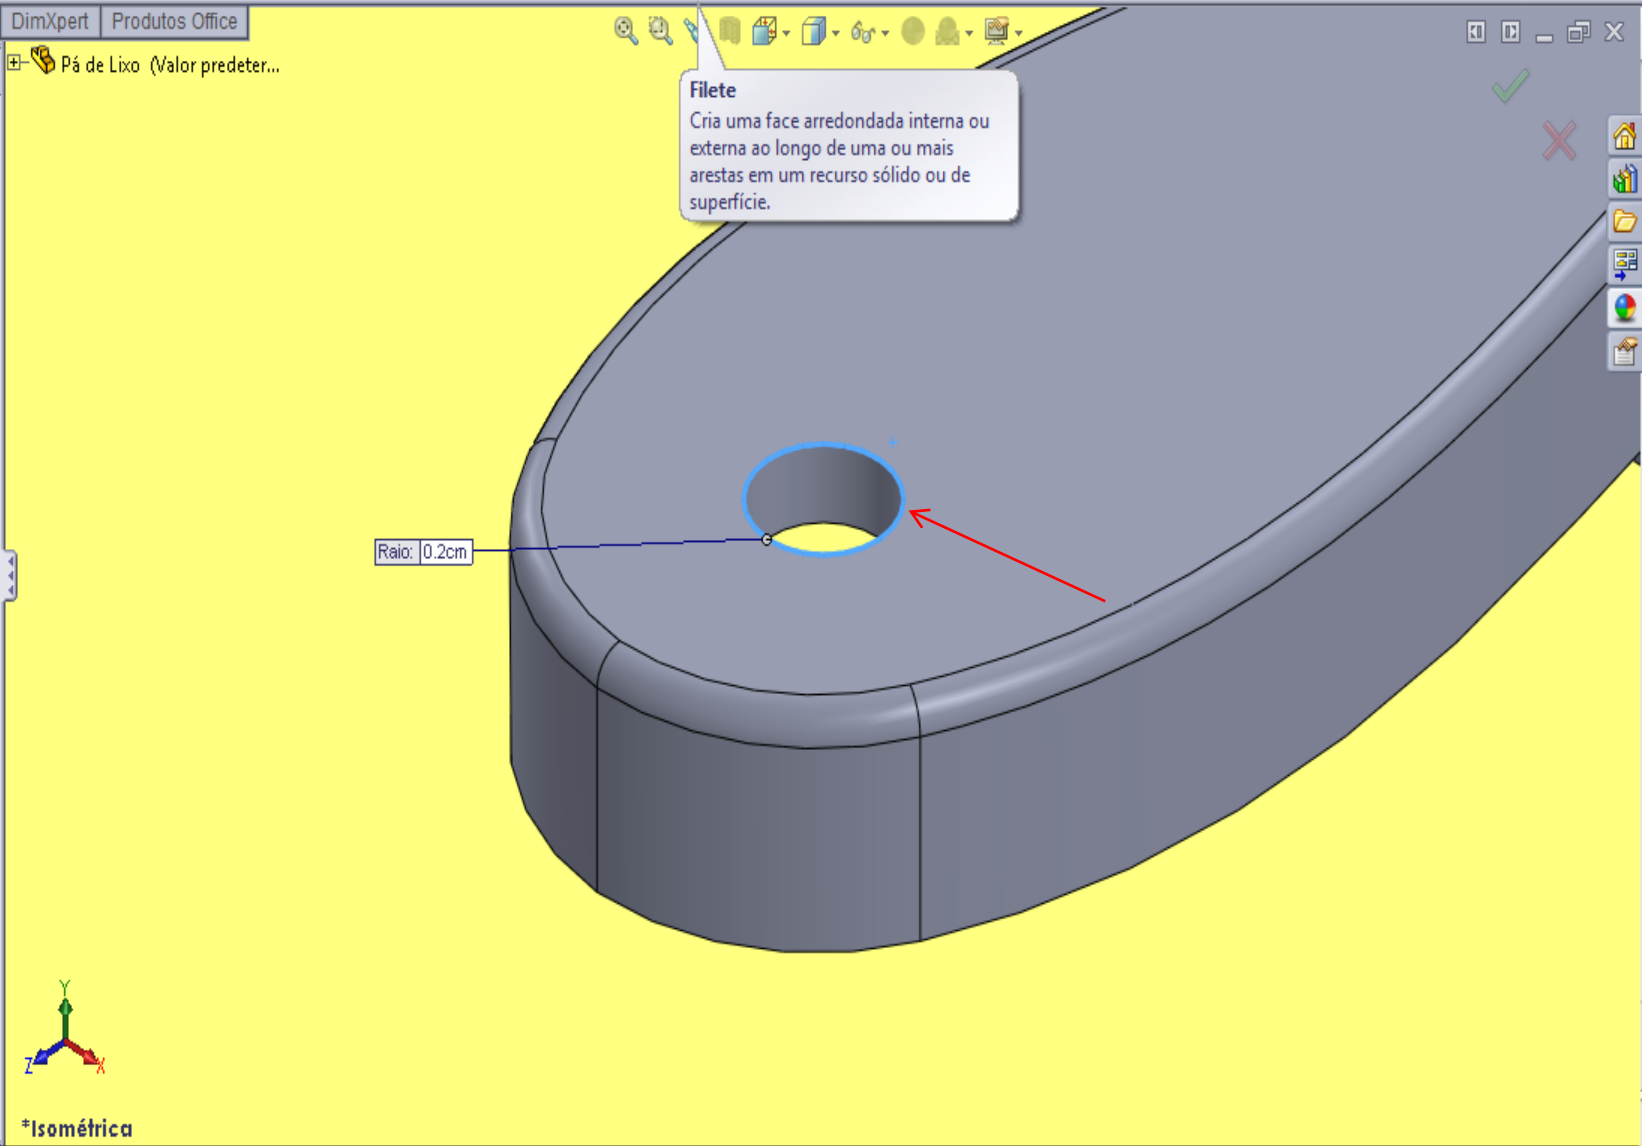 DimXpert Produtos Office
Pá de Lixo (Valor predeter...
Filete
Cria uma face arredondada interna ou
externa ao longo de uma ou mais
arestas em um recurso sólido ou de
superfície.
Raio: 0.2cm
Y
Z X
*Isométrica